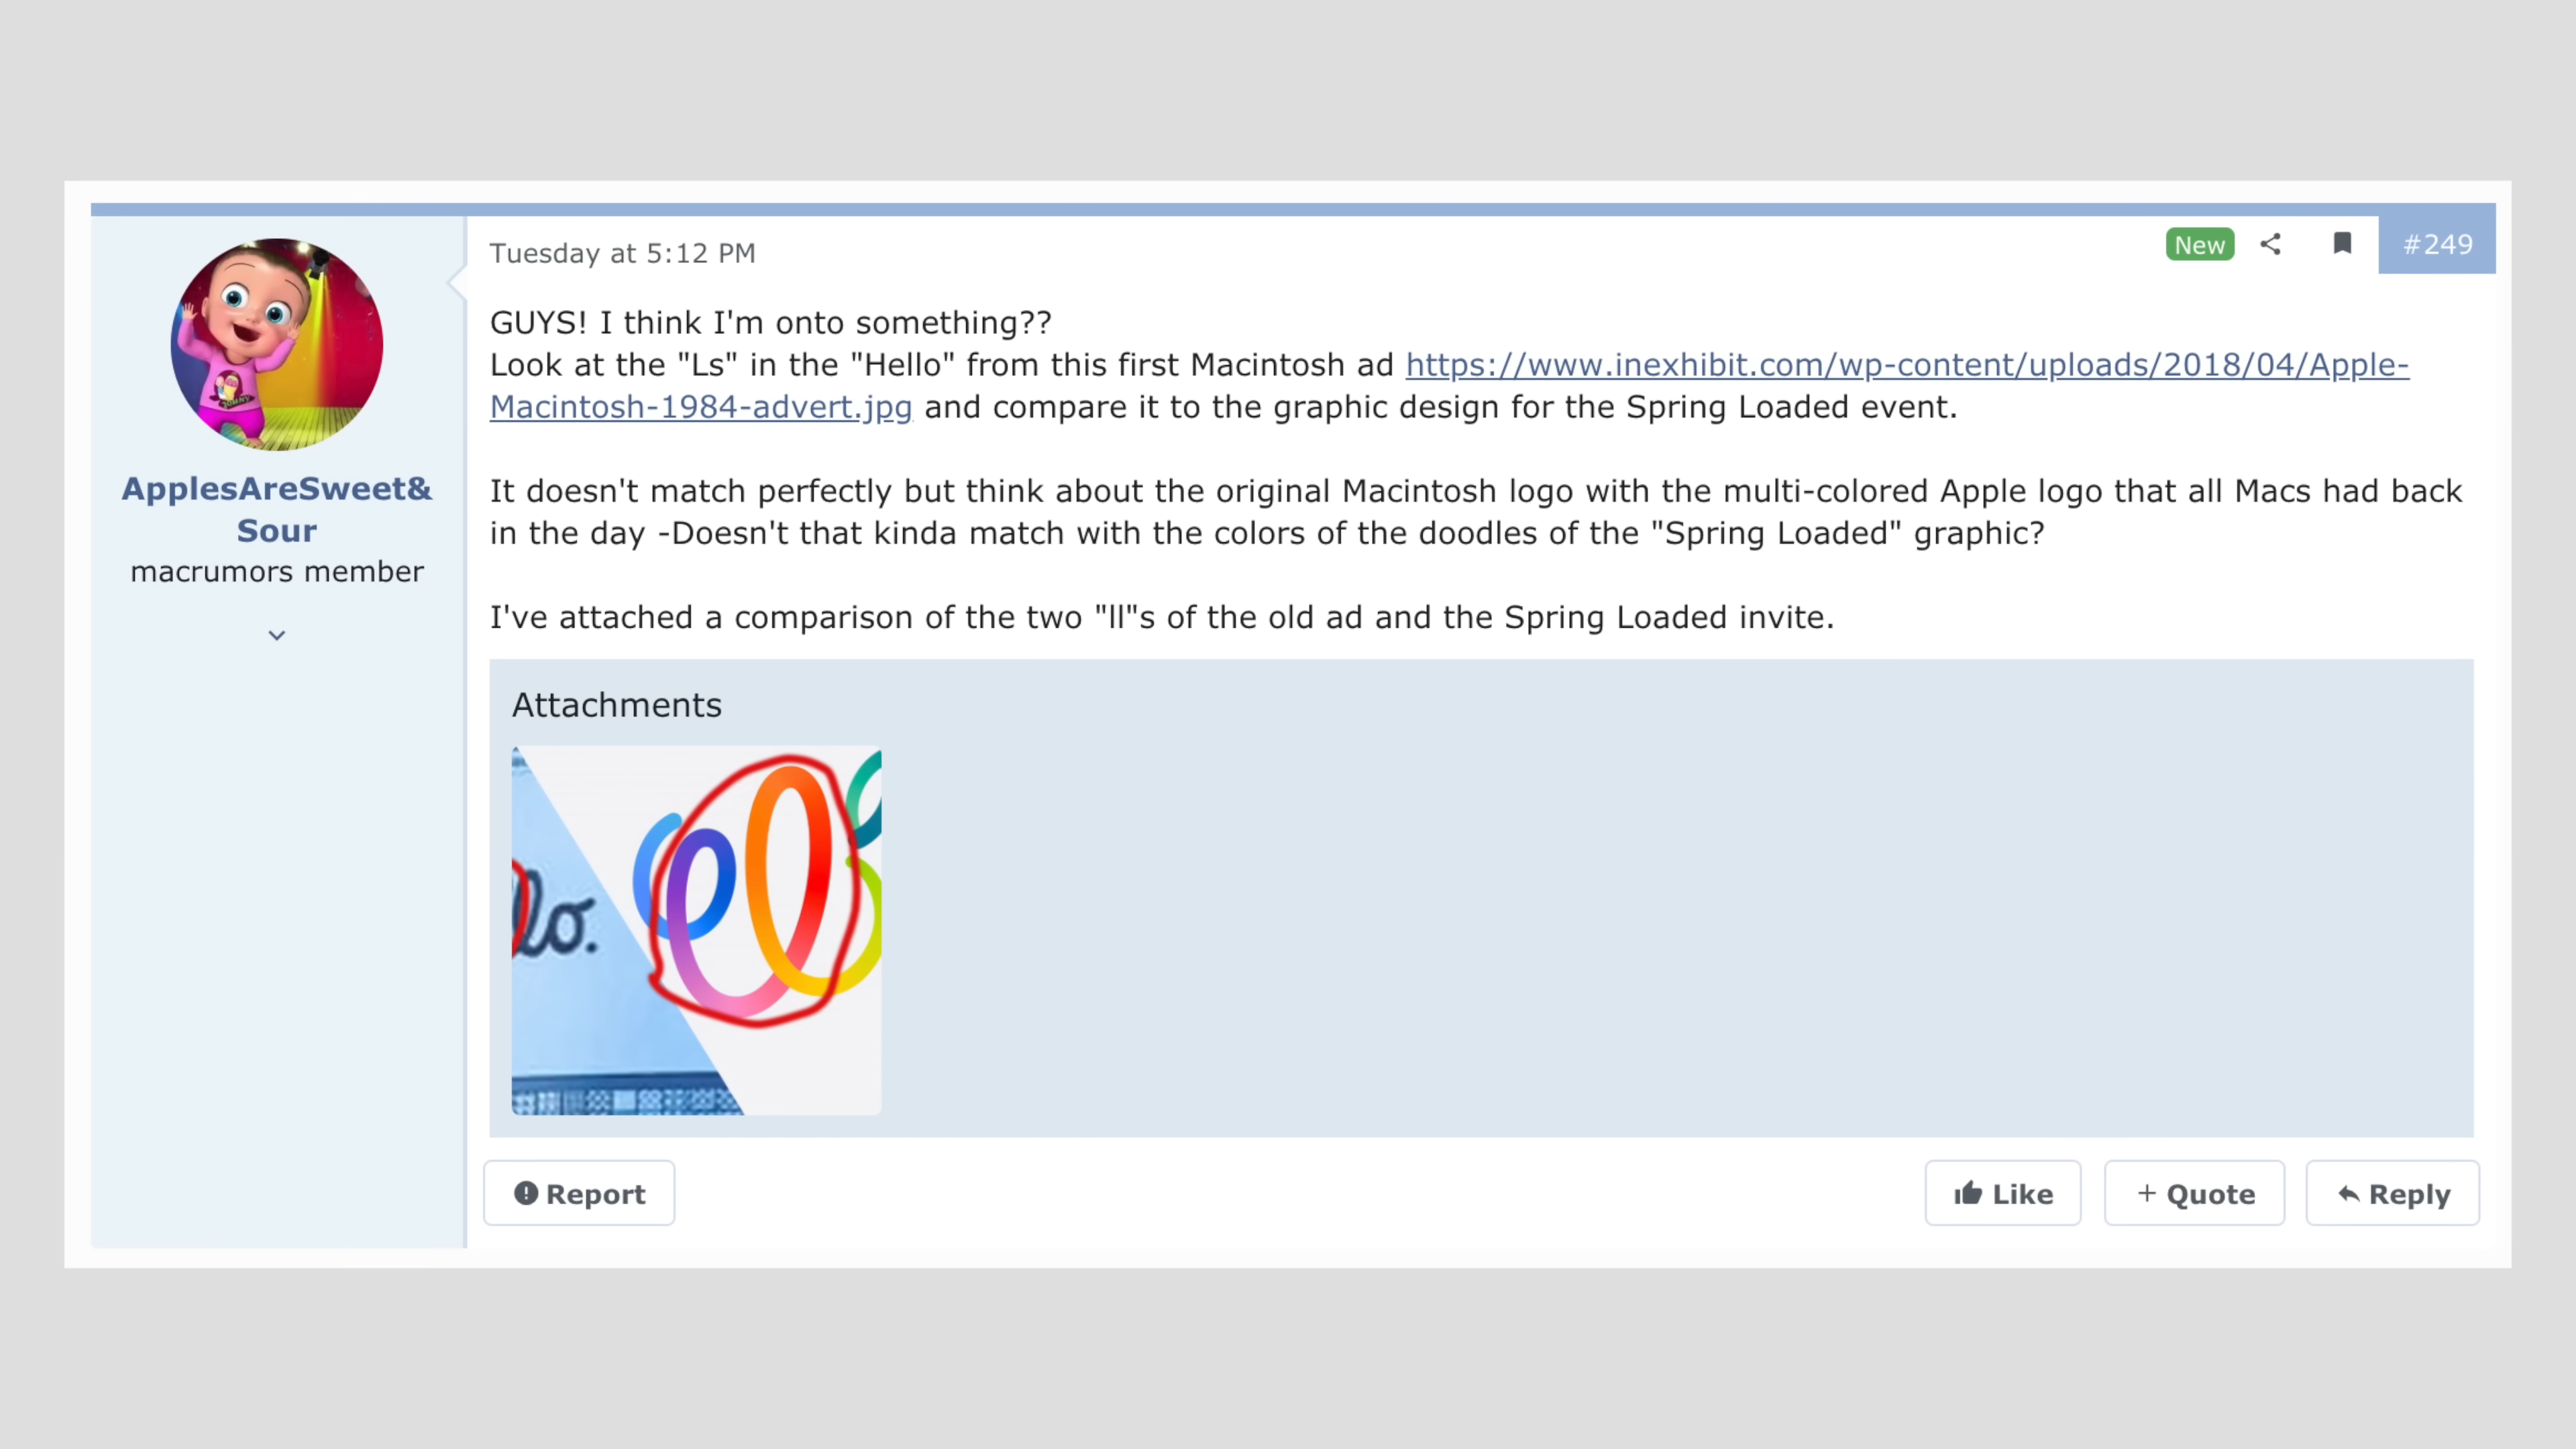 Tuesday at 5:12 PM
New
#249
ApplesAreSweet&
Sour
macrumors member
GUYS! I think I'm onto something??
Look at the "Ls" in the "Hello" from this first Macintosh ad https://www.inexhibit.com/wp-content/uploads/2018/04/Apple-
Macintosh-1984-advert.jpg and compare it to the graphic design for the Spring Loaded event.
It doesn't match perfectly but think about the original Macintosh logo with the multi-colored Apple logo that all Macs had back
in the day -Doesn't that kinda match with the colors of the doodles of the "Spring Loaded" graphic?
I've attached a comparison of the two "ll"s of the old ad and the Spring Loaded invite.
Attachments
lo.
Report
Like
+ Quote
Reply